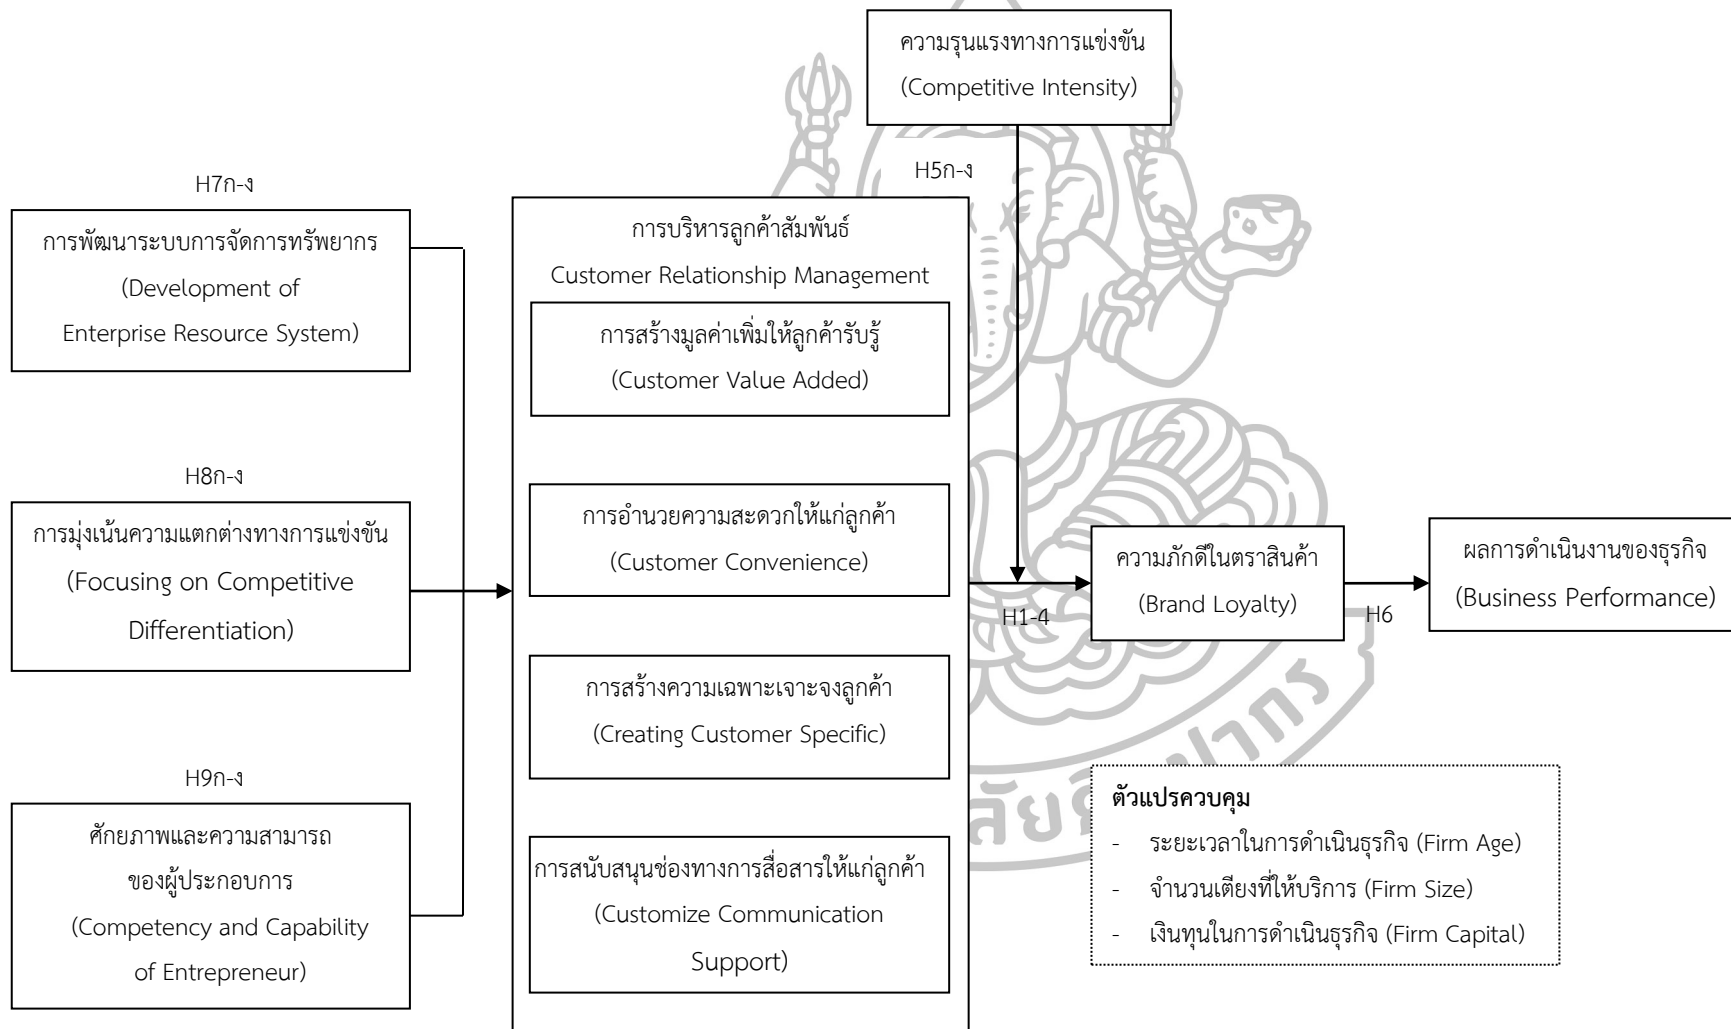 ความรุนแรงทางการแข่งขัน
(Competitive Intensity)
H5ก-ง
H7ก-ง
การพัฒนาระบบการจัดการทรัพยากร
(Development of
Enterprise Resource System)
H8ก-ง
การมุ่งเน้นความแตกต่างทางการแข่งขัน
(Focusing on Competitive
Differentiation)
H9ก-ง
ศักยภาพและความสามารถ
ของผู้ประกอบการ
(Competency and Capability
of Entrepreneur)
การบริหารลูกค้าสัมพันธ์
Customer Relationship Management
การสร้างมูลค่าเพิ่มให้ลูกค้ารับรู้
(Customer Value Added)
การอำนวยความสะดวกให้แก่ลูกค้า
(Customer Convenience)
การสร้างความเฉพาะเจาะจงลูกค้า
(Creating Customer Specific)
การสนับสนุนช่องทางการสื่อสารให้แก่ลูกค้า
(Customize Communication
Support)
H1-4
ความภักดีในตราสินค้า
(Brand Loyalty)
H6
ผลการดำเนินงานของธุรกิจ
(Business Performance)
ตัวแปรควบคุม
- ระยะเวลาในการดำเนินธุรกิจ (Firm Age)
- จำนวนเตียงที่ให้บริการ (Firm Size)
- เงินทุนในการดำเนินธุรกิจ (Firm Capital)